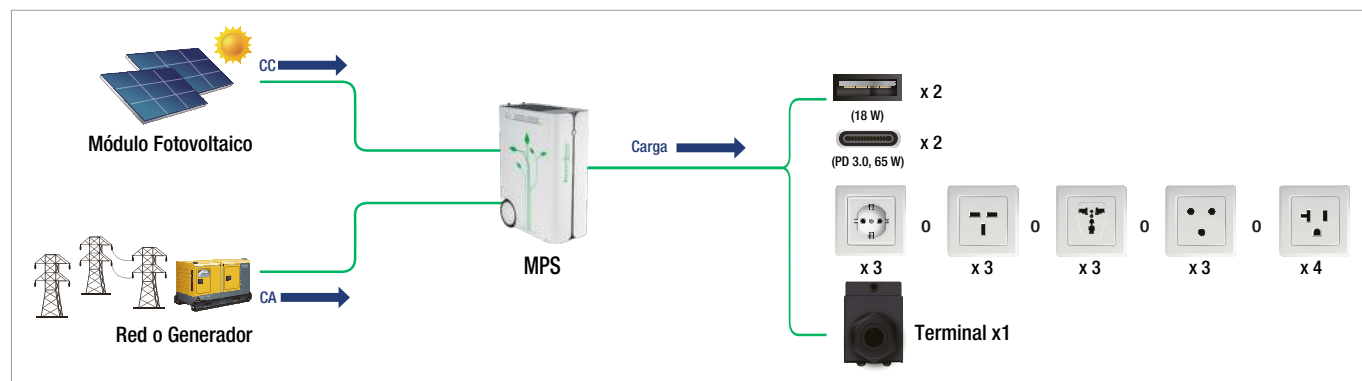 CC
Módulo Fotovoltaico
CA
Red o Generador
MPS
Carga
x 2
(18 W)
x 2
(PD 3.0, 65 W)
O O O O
x 3 x 3 x 3 x 3 x 4
Terminal x1